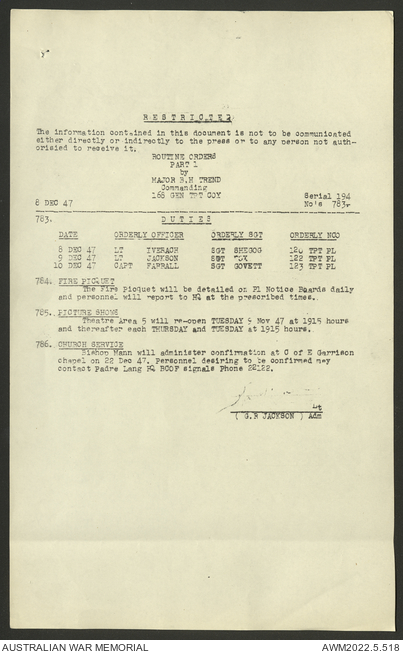 RESTRICTED
The information contained in this document is not to be communicated
either directly or indirectly to the press or to any person not auth-
orisied to receive it.
ROUTINE ORDERS
PART 1
by
MAJOR B.H TREND
Commanding
168 GEN TPT COY
Serial 194
8 DEC 47 No's 783-
783. DUTIES
DATE ORDERLY OFFICER ORDERLY SGT ORDERLY NCO
8 DEC 47 LT IVERACH SGT SHEGOG 120 TPT PL
9 DEC 47 LT JACKSON SGT 122 TPT PL
10 DEC 47 CAPT FARRALL SGT GOVETT 123 TPT PL
784. FIRE PICQUET
The Fire Picquet will be detailed on Pl Notice Boards daily
and personnel will report to HQ at the prescribed times.
785. PICTURE SHOWS
Theatre Area 5 will re-open TUESDAY 9 Nov 47 at 1915 hours
and thereafter each THURSDAY and TUESDAY at 1915 hours.
786. CHURCH SERVICE
Bishop Mann will administer confirmation at C of E Garrison
chapel on 22 Dec 47. Personnel desiring to be confirmed may
contact Padre Lang HQ BCOF signals Phone 22122.
Lt
( G.R JACKSON ) Adm
AUSTRALIAN WAR MEMORIAL AWM2022.5.518